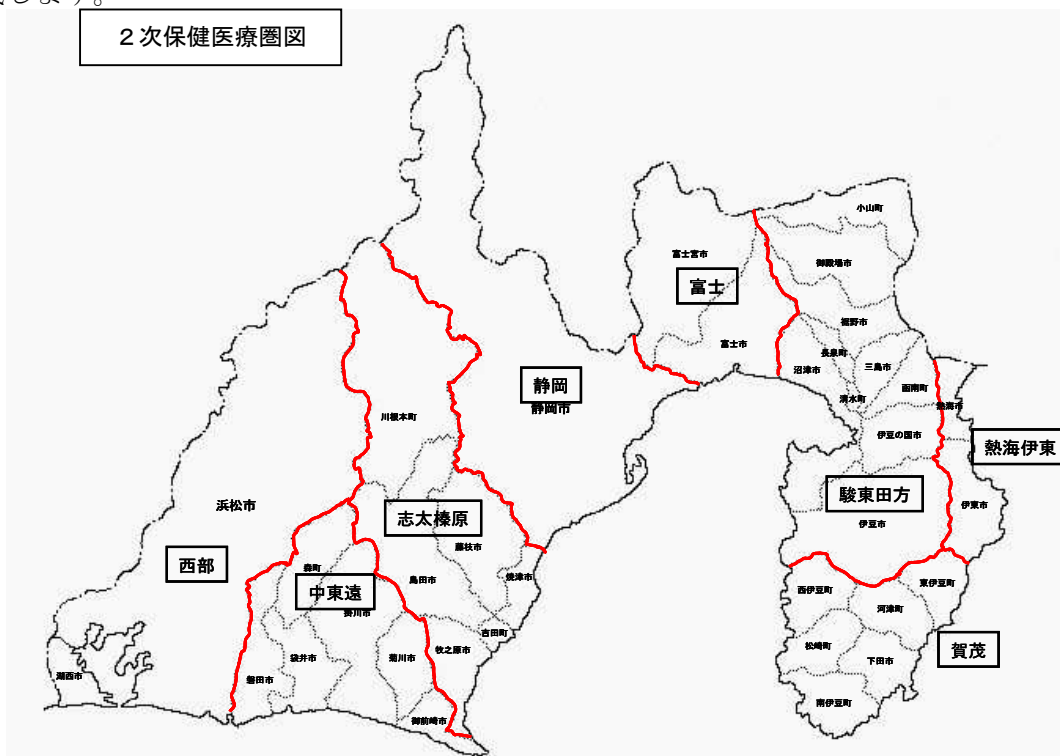 成します。
２次保健医療圏図
小山町
富士宮市
御殿場市
富士
裾野市
富士市
長泉町
沼津市
三島市
函南町
静岡
静岡市
清水町
熱海市
川根本町
伊豆の国市
熱海伊東
駿東田方
浜松市
伊東市
志太榛原
伊豆市
藤枝市
西部
森町
焼津市
島田市
東伊豆町
西伊豆町
中東遠
掛川市
河津町
吉田町
松崎町
牧之原市
賀茂
袋井市
菊川市
下田市
湖西市
磐田市
南伊豆町
御前崎市